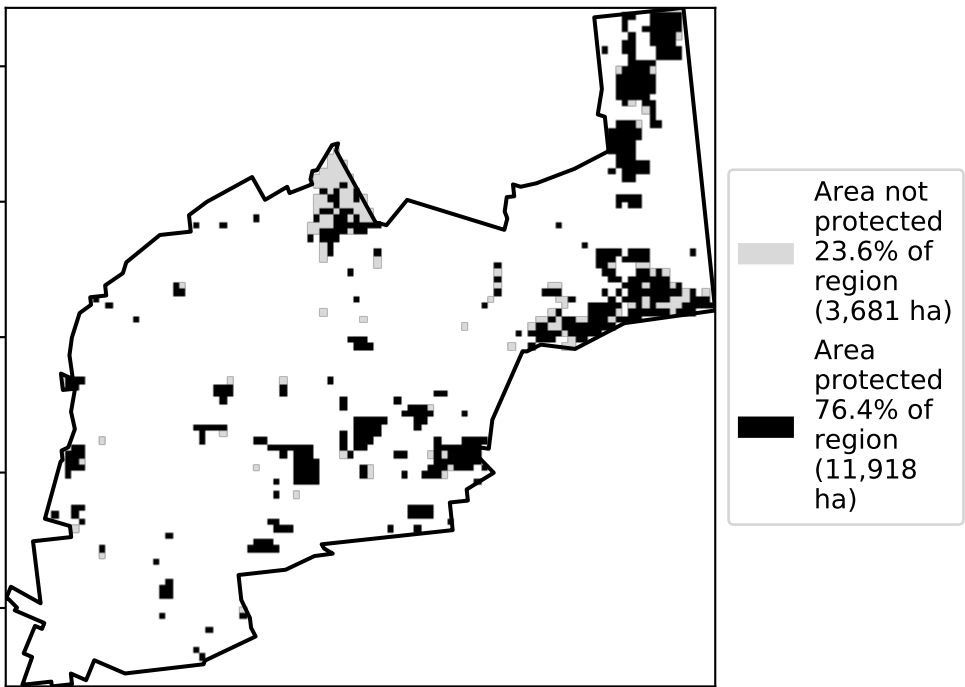 Area not
protected
23.6% of
region
(3,681 ha)
Area
protected
76.4% of
region
(11,918
ha)